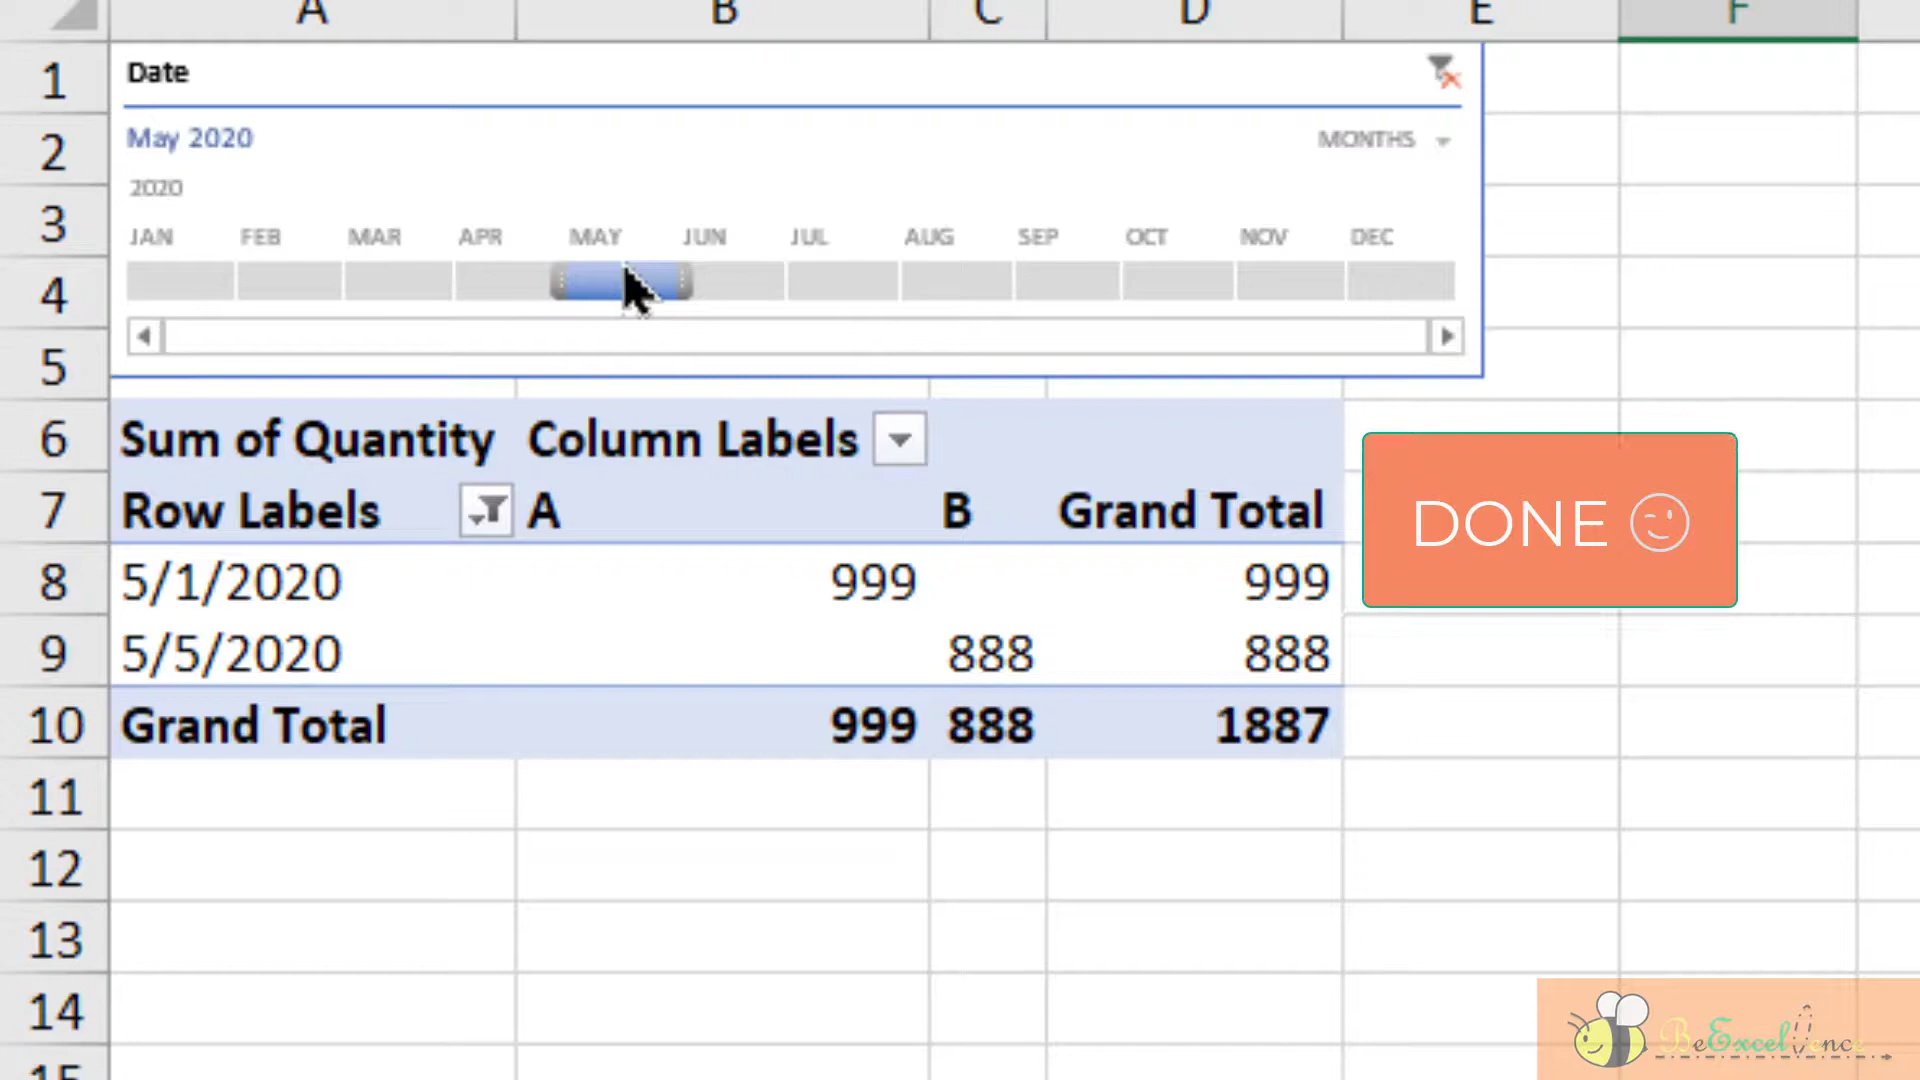 A B C D E F
1 Date
2 May 2020 MONTHS
2020
3 JAN FEB MAR APR MAY JUN JUL AUG SEP OCT NOV DEC
4
5
6 Sum of Quantity Column Labels
7 Row Labels A B Grand Total
DONE
8 5/1/2020 999 999
9 5/5/2020 888 888
10 Grand Total 999 888 1887
11
12
13
14
15
BeExcellence